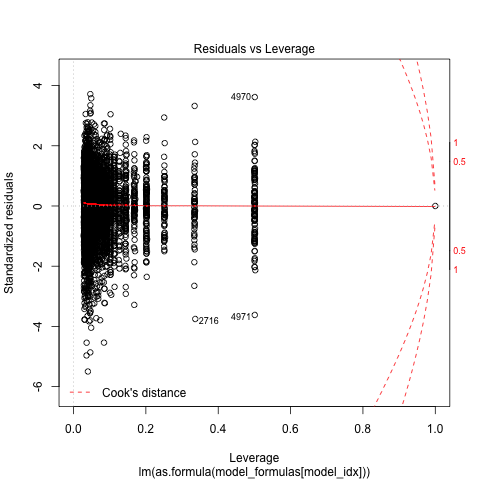 Residuals vs Leverage
Standardized residuals
4
2
0
-2
-4
-6
4970
2716
4971
1
0.5
0.5
1
Cook's distance
0.0 0.2 0.4 0.6 0.8 1.0
Leverage
lm(as.formula(model_formulas[model_idx]))